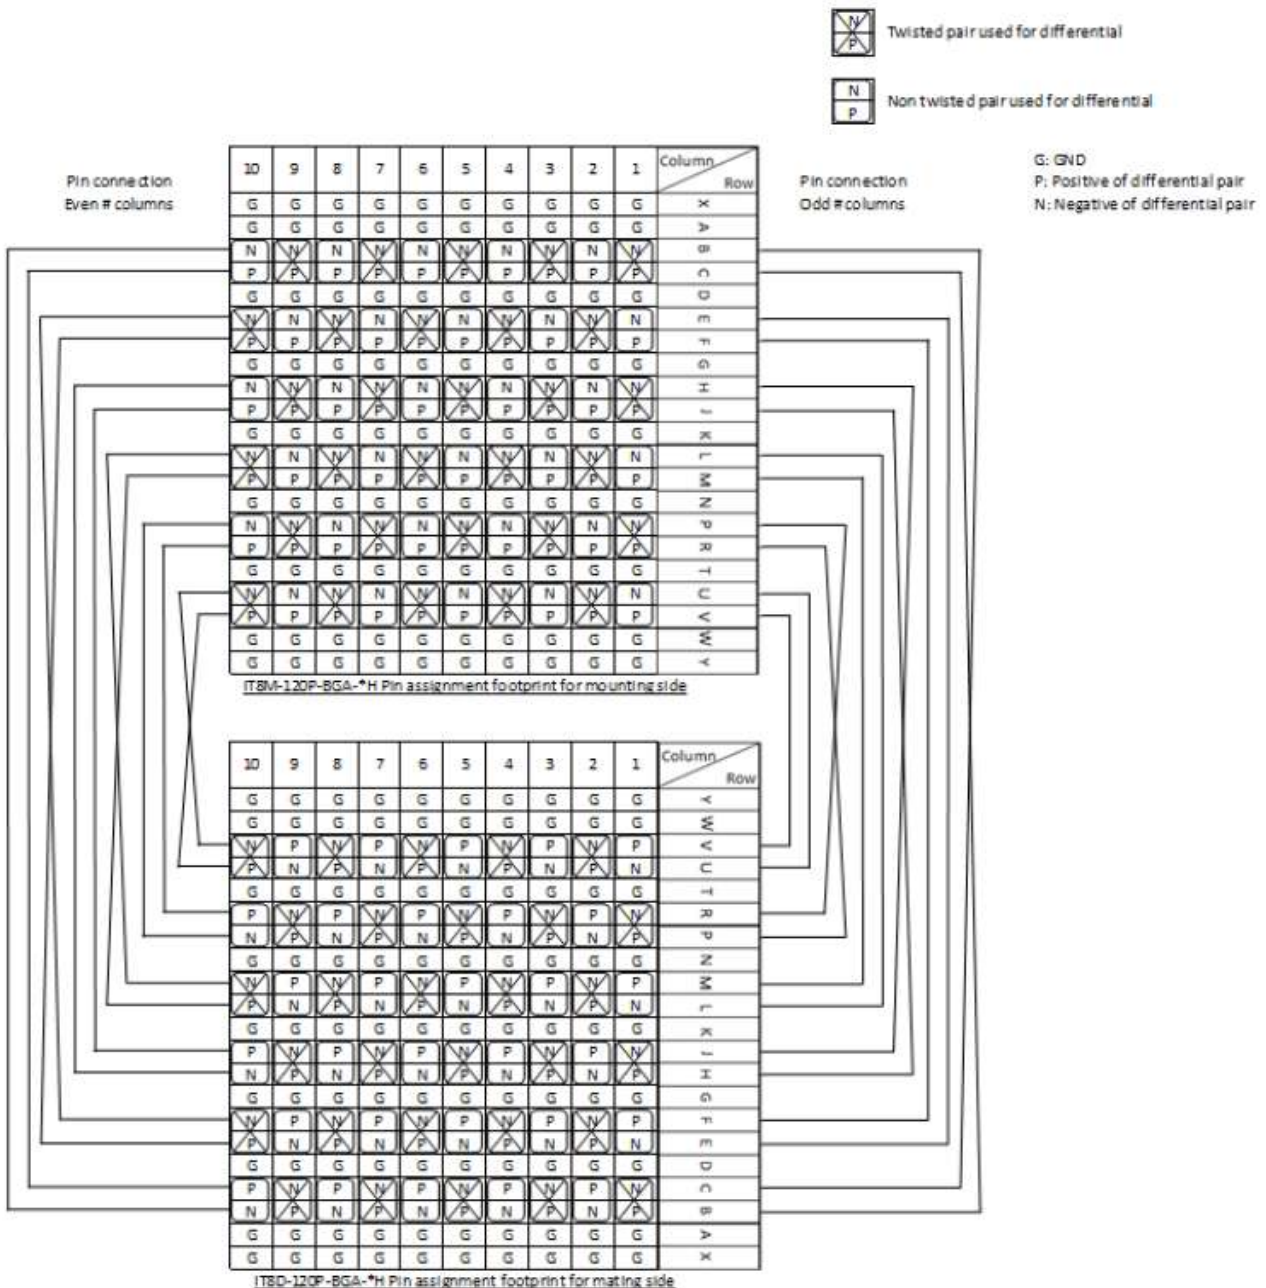 N
P
Twisted pair used for differential
N
P
Non twisted pair used for differential
G: GND
P: Positive of differential pair
N: Negative of differential pair
Pin connection
Even # columns
Pin connection
Odd # columns
10 9 8 7 6 5 4 3 2 1 Column Row
G G G G G G G G G G X
G G G G G G G G G G A
N N N N N N N N N N B
P P P P P P P P P P C
G G G G G G G G G G D
N N N N N N N N N N E
P P P P P P P P P P F
G G G G G G G G G G G
N N N N N N N N N N H
P P P P P P P P P P J
G G G G G G G G G G K
N N N N N N N N N N L
P P P P P P P P P P M
G G G G G G G G G G N
N N N N N N N N N N P
P P P P P P P P P P R
G G G G G G G G G G T
N N N N N N N N N N U
P P P P P P P P P P V
G G G G G G G G G G W
G G G G G G G G G G Y
IT8M-120P-BGA-*H Pin assignment footprint for mounting side
10 9 8 7 6 5 4 3 2 1 Column Row
G G G G G G G G G G Y
G G G G G G G G G G W
N P N P N P N P N P V
P N P N P N P N P N U
G G G G G G G G G G T
P N P N P N P N P N R
N P N P N P N P N P P
G G G G G G G G G G N
N P N P N P N P N P M
P N P N P N P N P N L
G G G G G G G G G G K
P N P N P N P N P N J
N P N P N P N P N P H
G G G G G G G G G G G
N P N P N P N P N P F
P N P N P N P N P N E
G G G G G G G G G G D
P N P N P N P N P N C
N P N P N P N P N P B
G G G G G G G G G G A
G G G G G G G G G G X
IT8D-120P-BGA-*H Pin assignment footprint for mating side